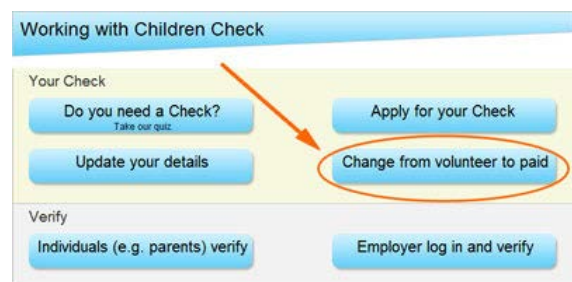 Working with Children Check
Your Check
Do you need a Check?
Take our quiz
Apply for your Check
Update your details
Change from volunteer to paid
Verify
Individuals (e.g. parents) verify
Employer log in and verify